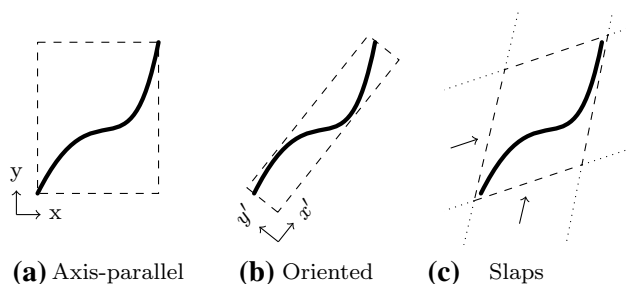 y
x
y′
x′
(a) Axis-parallel
(b) Oriented
(c) Slaps